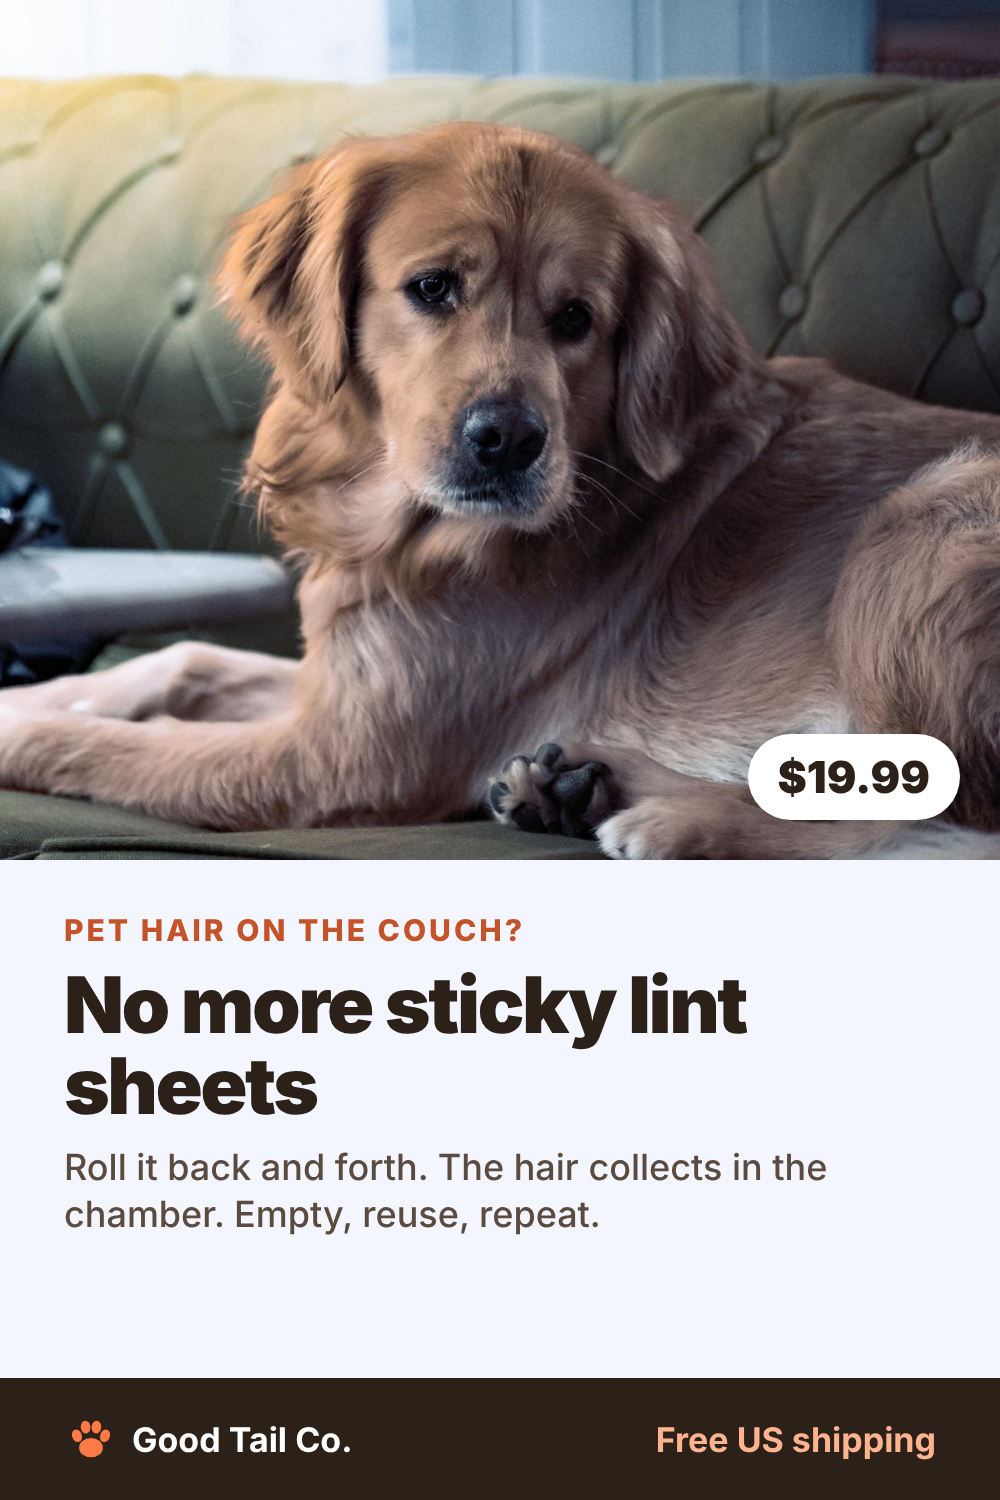 $19.99
PET HAIR ON THE COUCH?
No more sticky lint
sheets
Roll it back and forth. The hair collects in the
chamber. Empty, reuse, repeat.
Good Tail Co.
Free US shipping